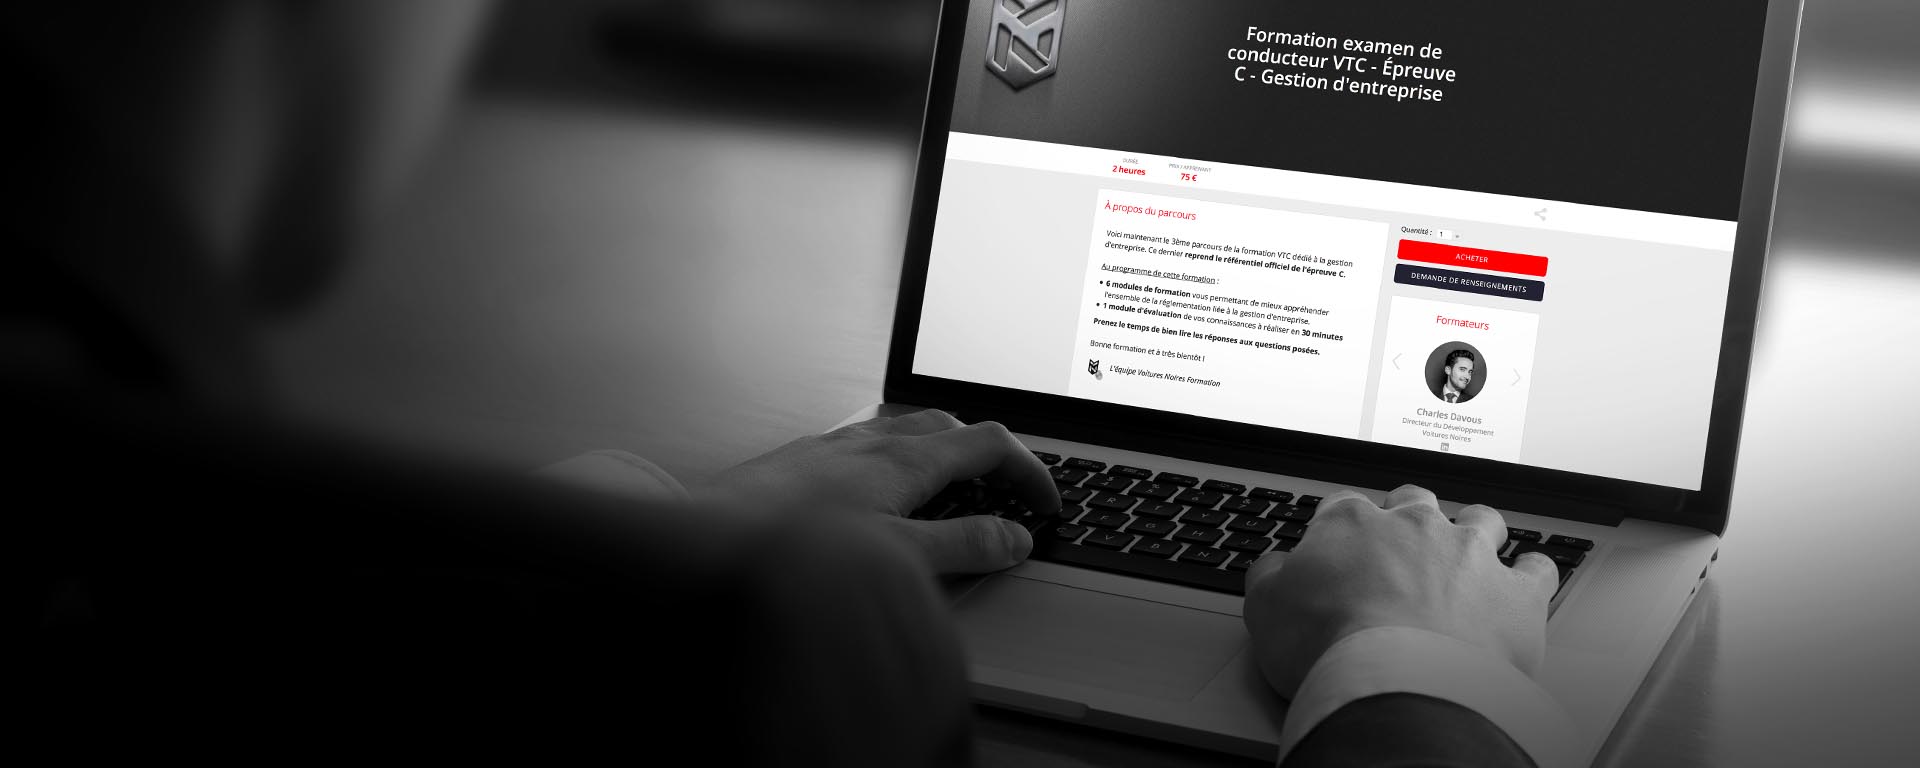 Formation examen de
conducteur VTC - Épreuve
C - Gestion d'entreprise
DURÉE
2 heures
PRIX / APPRENANT
75 €
À propos du parcours
Voici maintenant le 3ème parcours de la formation VTC dédié à la gestion
d'entreprise. Ce dernier reprend le référentiel officiel de l'épreuve C.
Au programme de cette formation :
• 6 modules de formation vous permettant de mieux appréhender
l'ensemble de la réglementation liée à la gestion d'entreprise.
• 1 module d'évaluation de vos connaissances à réaliser en 30 minutes
Prenez le temps de bien lire les réponses aux questions posées.
Bonne formation et à très bientôt !
L'équipe Voitures Noires Formation
Quantité : 1
ACHETER
DEMANDE DE RENSEIGNEMENTS
Formateurs
Charles Davous
Directeur du Développement
Voitures Noires
in
E R T Y U I
F G H J
C V B N